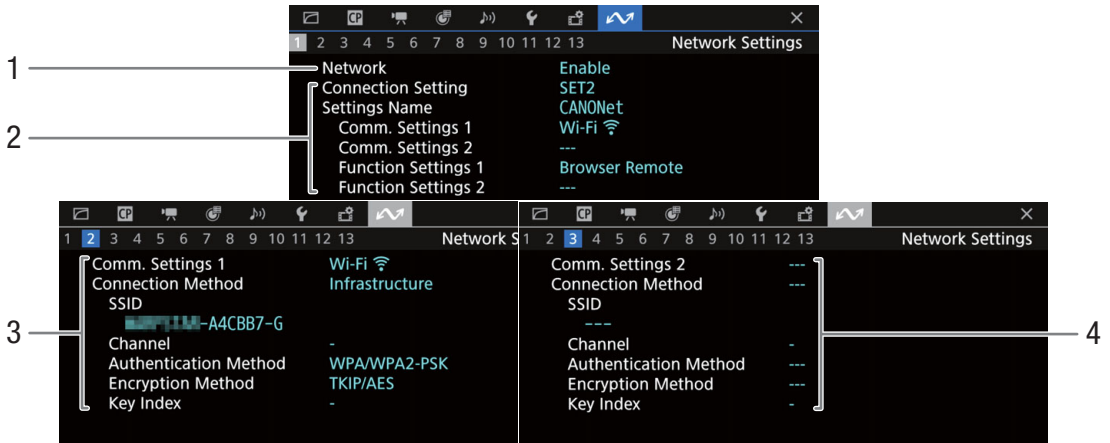 CP
1 2 3 4 5 6 7 8 9 10 11 12 13 Network Settings
1
Network Enable
Connection Setting SET2
Settings Name CANONet
2
Comm. Settings 1 Wi-Fi
Comm. Settings 2 ---
Function Settings 1 Browser Remote
Function Settings 2 ---
CP
1 2 3 4 5 6 7 8 9 10 11 12 13 Network S
Comm. Settings 1 Wi-Fi
Connection Method Infrastructure
SSID
-A4CBB7-G
3
Channel -
Authentication Method WPA/WPA2-PSK
Encryption Method TKIP/AES
Key Index -
CP
1 2 3 4 5 6 7 8 9 10 11 12 13 Network Settings
Comm. Settings 2 ---
Connection Method ---
SSID
---
4
Channel -
Authentication Method ---
Encryption Method ---
Key Index -